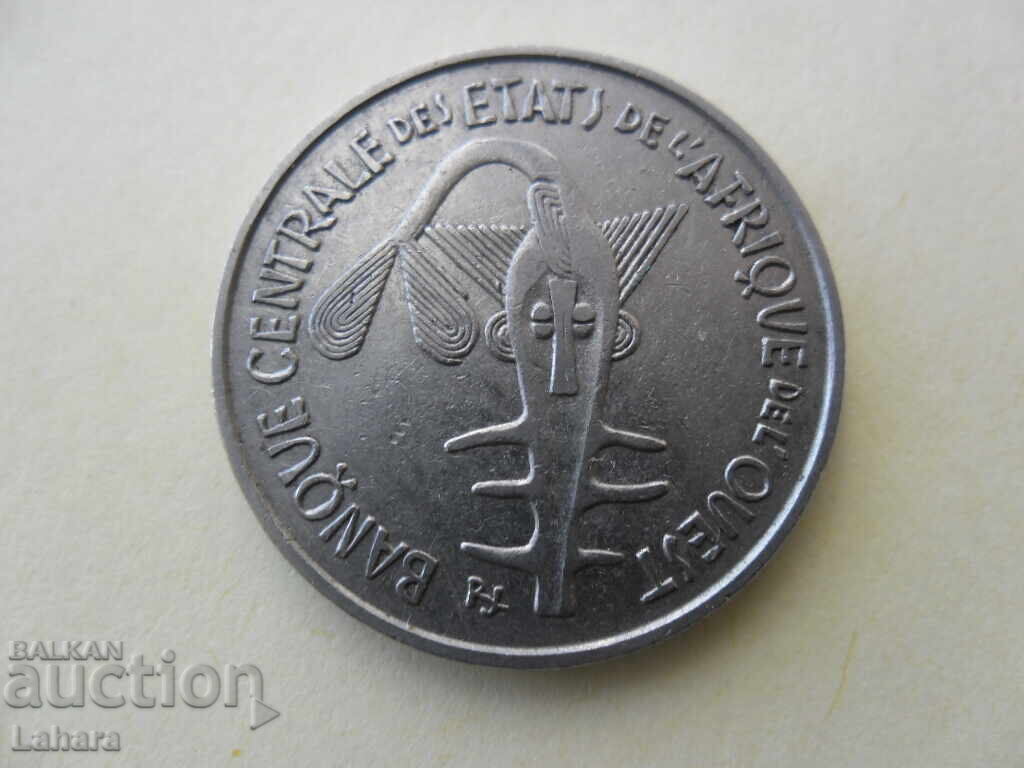 BANQUE CENTRALE DES ETATS DE L'AFRIQUE DE L'OUEST
BALKAN
auction
Lahara